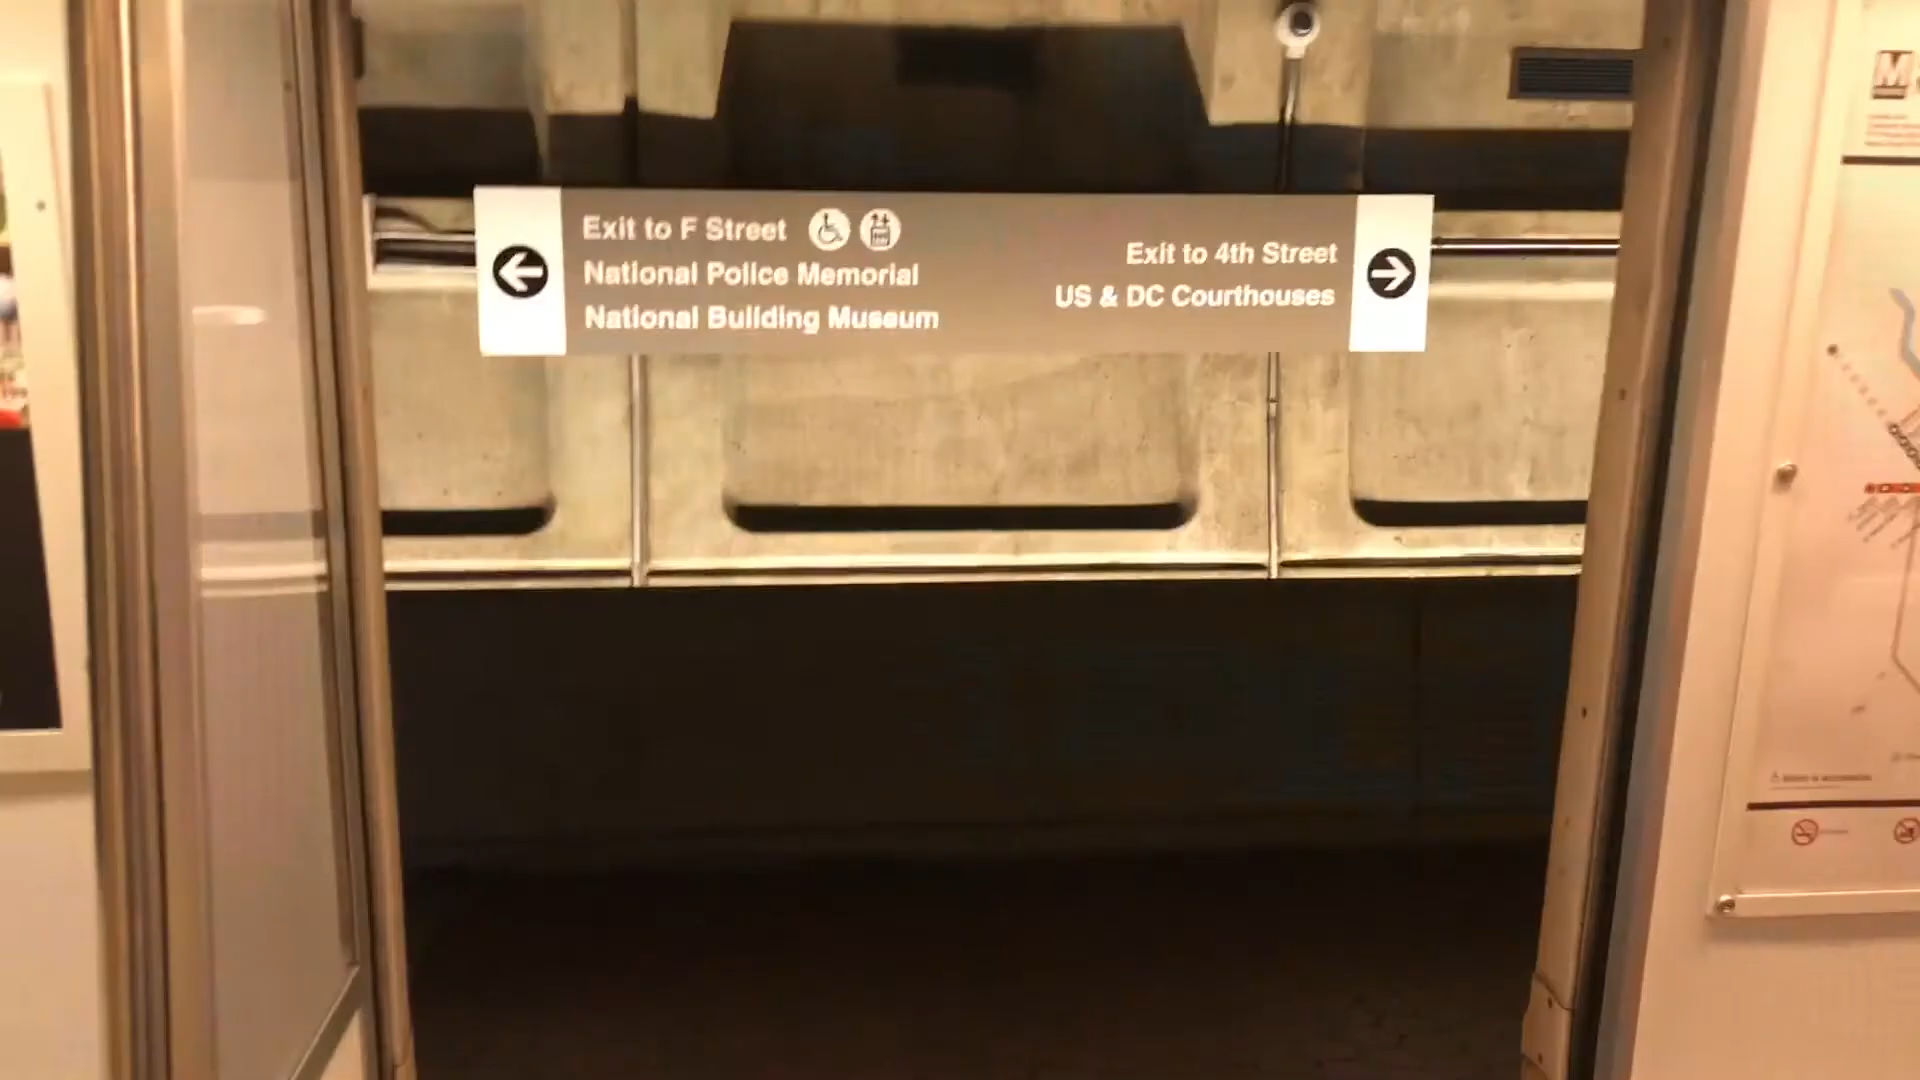 Exit to F Street
National Police Memorial
National Building Museum
Exit to 4th Street
US & DC Courthouses
M